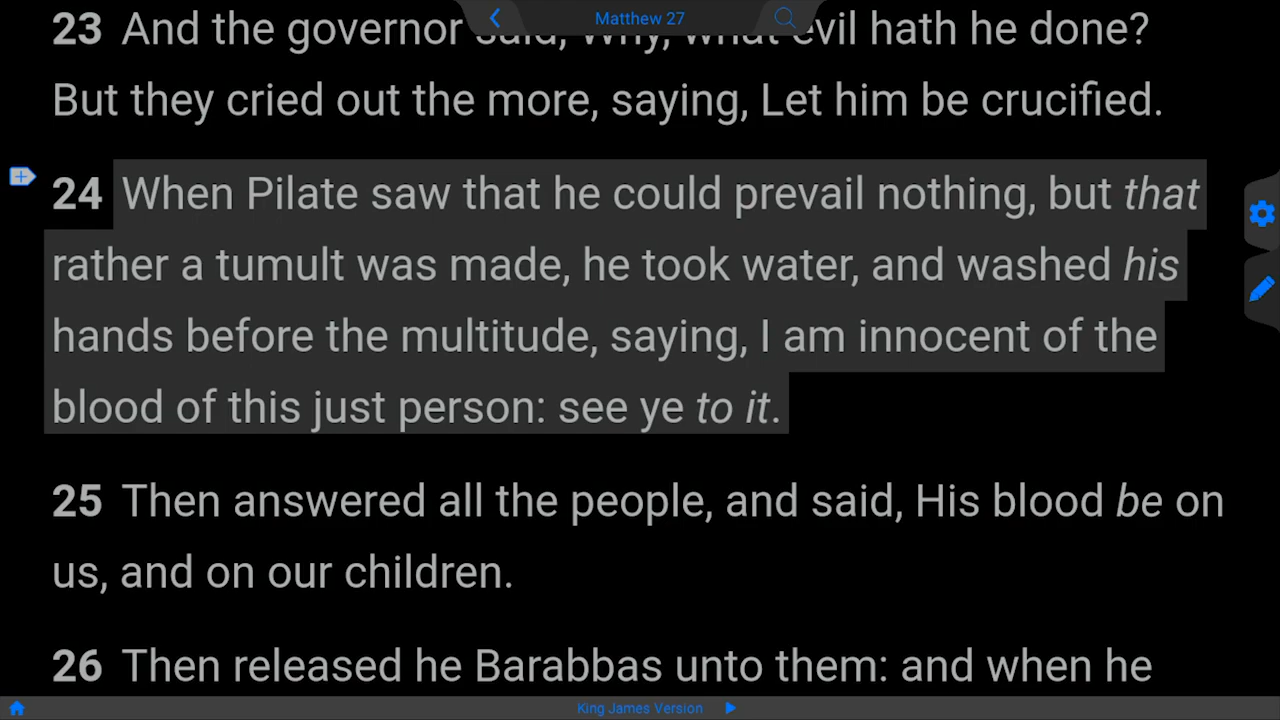 Matthew 27
23 And the governor said, Why, what evil hath he done?
But they cried out the more, saying, Let him be crucified.
24 When Pilate saw that he could prevail nothing, but that
rather a tumult was made, he took water, and washed his
hands before the multitude, saying, I am innocent of the
blood of this just person: see ye to it.
25 Then answered all the people, and said, His blood be on
us, and on our children.
26 Then released he Barabbas unto them: and when he
King James Version